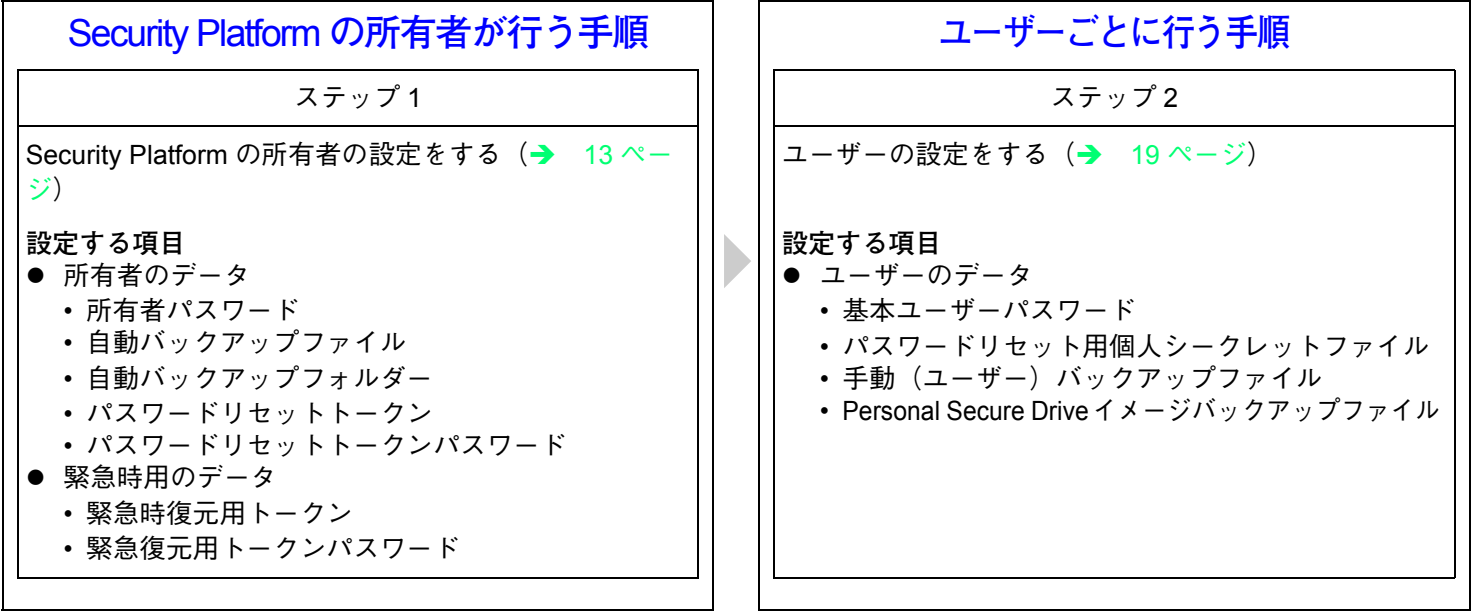 Security Platform の所有者が行う手順
ステップ 1
Security Platform の所有者の設定をする（➔ 13 ペー
ジ）
設定する項目
● 所有者のデータ
• 所有者パスワード
• 自動バックアップファイル
• 自動バックアップフォルダー
• パスワードリセットトークン
• パスワードリセットトークンパスワード
● 緊急時用のデータ
• 緊急時復元用トークン
• 緊急復元用トークンパスワード
ユーザーごとに行う手順
ステップ 2
ユーザーの設定をする（➔ 19 ページ）
設定する項目
● ユーザーのデータ
• 基本ユーザーパスワード
• パスワードリセット用個人シークレットファイル
• 手動（ユーザー）バックアップファイル
• Personal Secure Drive イメージバックアップファイル